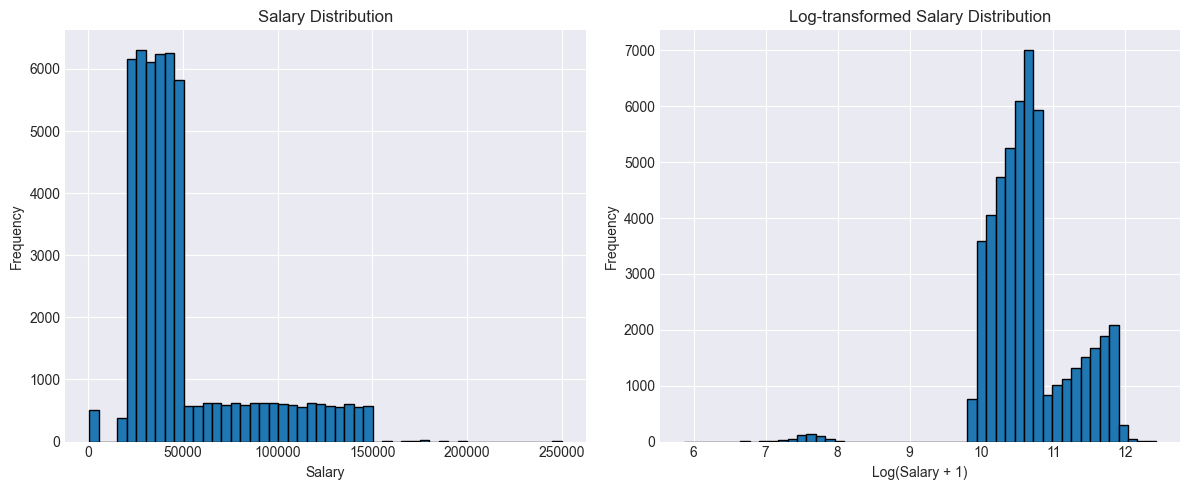 Salary Distribution
Frequency
6000
5000
4000
3000
2000
1000
0
0 50000 100000 150000 200000 250000
Salary
Log-transformed Salary Distribution
Frequency
7000
6000
5000
4000
3000
2000
1000
0
6 7 8 9 10 11 12
Log(Salary + 1)